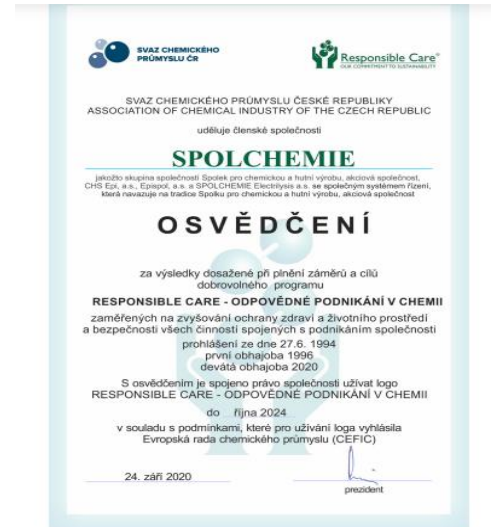 SVAZ CHEMICKÉHO
PRŮMYSLU ČR
Responsible Care®
OUR COMMITMENT TO SUSTAINABILITY
SVAZ CHEMICKÉHO PRŮMYSLU ČESKÉ REPUBLIKY
ASSOCIATION OF CHEMICAL INDUSTRY OF THE CZECH REPUBLIC
uděluje členské společnosti
SPOLCHEMIE
jakožto skupina společností Spolek pro chemickou a hutní výrobu, akciová společnost,
CHS Epi, a.s., Epispol, a.s. a SPOLCHEMIE Electrilysis a.s. se společným systémem řízení,
která navazuje na tradice Spolku pro chemickou a hutní výrobu, akciová společnost
OSVĚDČENÍ
za výsledky dosažené při plnění záměrů a cílů
dobrovolného programu
RESPONSIBLE CARE - ODPOVĚDNÉ PODNIKÁNÍ V CHEMII
zaměřených na zvyšování ochrany zdraví a životního prostředí
a bezpečnosti všech činností spojených s podnikáním společnosti
prohlášení ze dne 27.6. 1994
první obhajoba 1996
devátá obhajoba 2020
S osvědčením je spojeno právo společnosti užívat logo
RESPONSIBLE CARE - ODPOVĚDNÉ PODNIKÁNÍ V CHEMII
do října 2024
v souladu s podmínkami, které pro užívání loga vyhlásila
Evropská rada chemického průmyslu (CEFIC)
24. září 2020
prezident